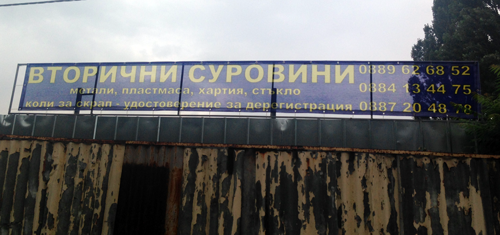 ВТОРИЧНИ СУРОВИНИ 0889 62 68 52
метали, пластмаса, хартия, стъкло 0884 13 44 75
коли за скрап - удостоверение за дерегистрация 0887 20 48